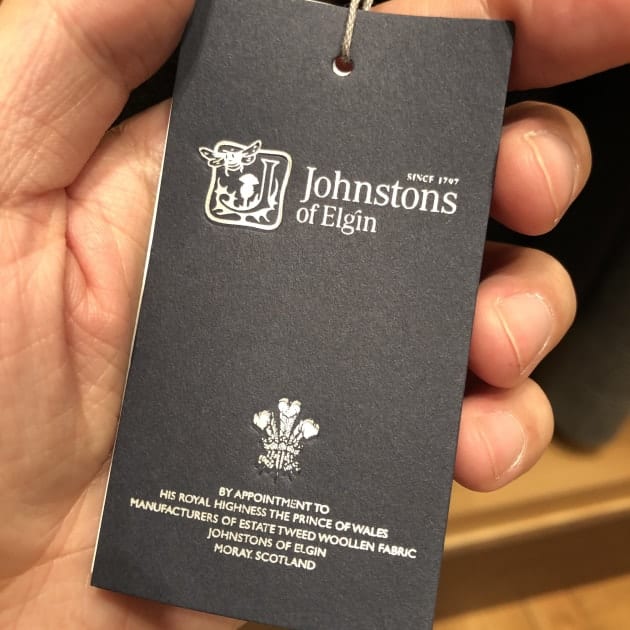 SINCE 1797
Johnstons
of Elgin
BY APPOINTMENT TO
HIS ROYAL HIGHNESS THE PRINCE OF WALES
MANUFACTURERS OF ESTATE TWEED WOOLLEN FABRIC
JOHNSTONS OF ELGIN
MORAY. SCOTLAND